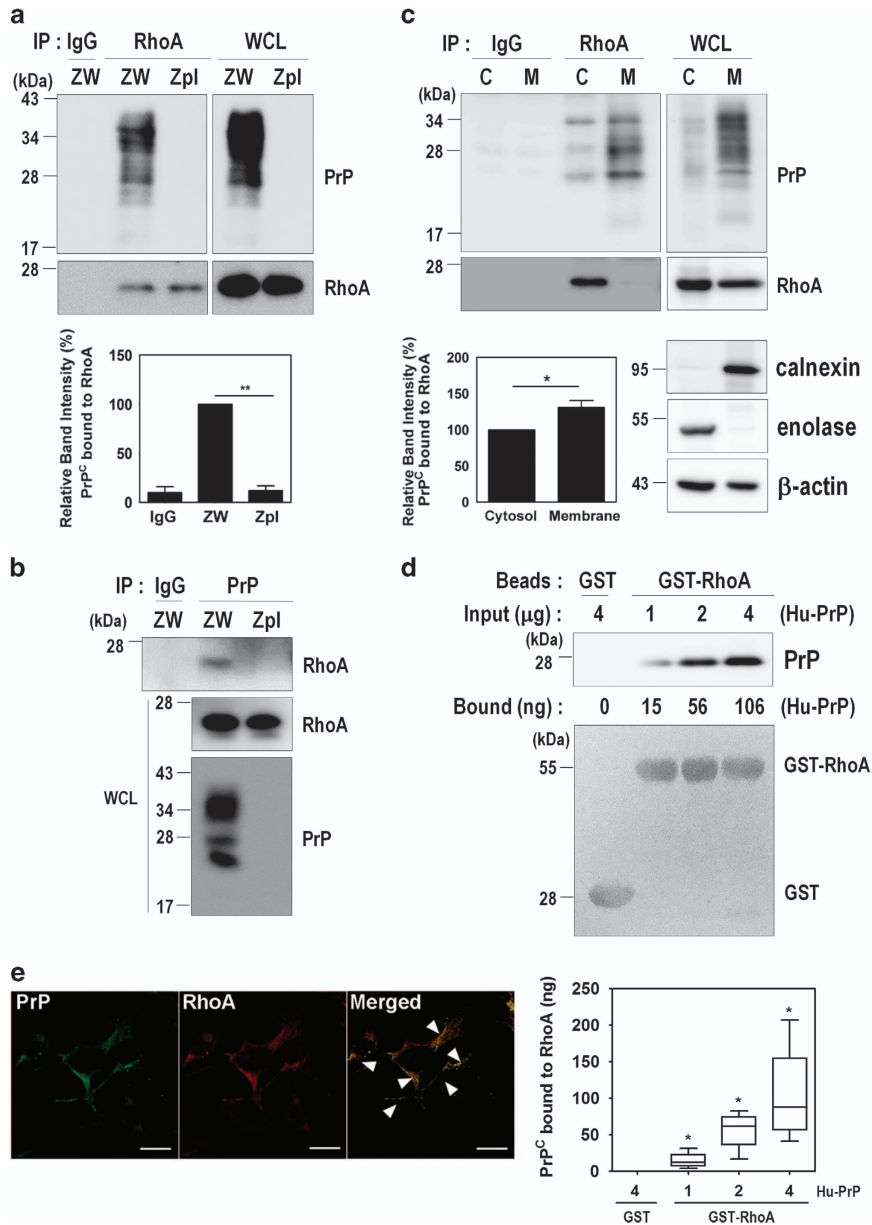 a
IP : IgG RhoA WCL
(kDa) ZW ZW Zpl ZW Zpl
43
34
28
17
PrP
28
RhoA
Relative Band Intensity (%)
PrPC bound to RhoA
150
100
50
0
IgG ZW Zpl
**
b
IP : IgG PrP
(kDa) ZW ZW Zpl
28
RhoA
28
RhoA
WCL
43
34
28
17
PrP
c
IP : IgG RhoA WCL
C M C M C M
(kDa)
34
28
17
PrP
28
RhoA
Relative Band Intensity (%)
PrPC bound to RhoA
200
150
100
50
0
Cytosol Membrane
*
95
calnexin
55
enolase
43
β-actin
d
Beads : GST GST-RhoA
Input (µg) : 4 1 2 4 (Hu-PrP)
(kDa)
28
PrP
Bound (ng) : 0 15 56 106 (Hu-PrP)
(kDa)
55
GST-RhoA
28
GST
e
PrP RhoA Merged
PrPC bound to RhoA (ng)
250
200
150
100
50
0
* * *
4 1 2 4 Hu-PrP
GST GST-RhoA